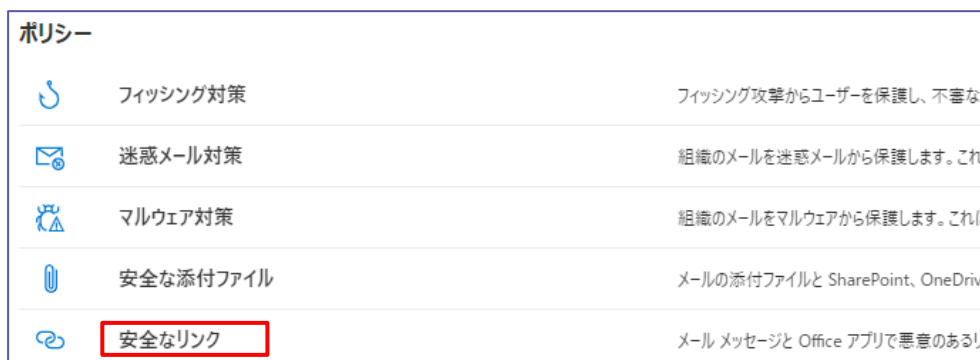 ポリシー
フィッシング対策 フィッシング攻撃からユーザーを保護し、不審な
迷惑メール対策 組織のメールを迷惑メールから保護します。これ
マルウェア対策 組織のメールをマルウェアから保護します。これ
安全な添付ファイル メールの添付ファイルと SharePoint、OneDriv
安全なリンク メール メッセージと Office アプリで悪意のある